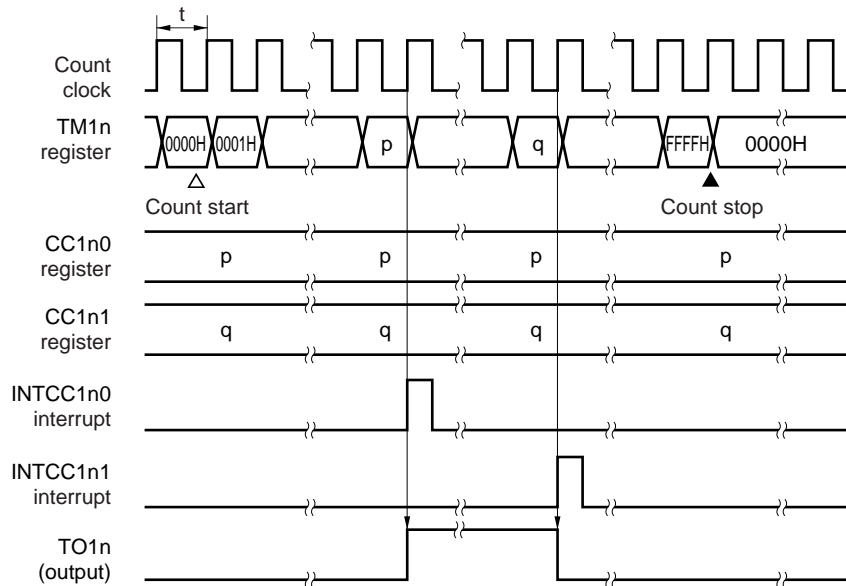 t
Count
clock
TM1n
register
0000H 0001H p q FFFFH 0000H
Count start Count stop
CC1n0
register
p p p p
CC1n1
register
q q q q
INTCC1n0
interrupt
INTCC1n1
interrupt
TO1n
(output)